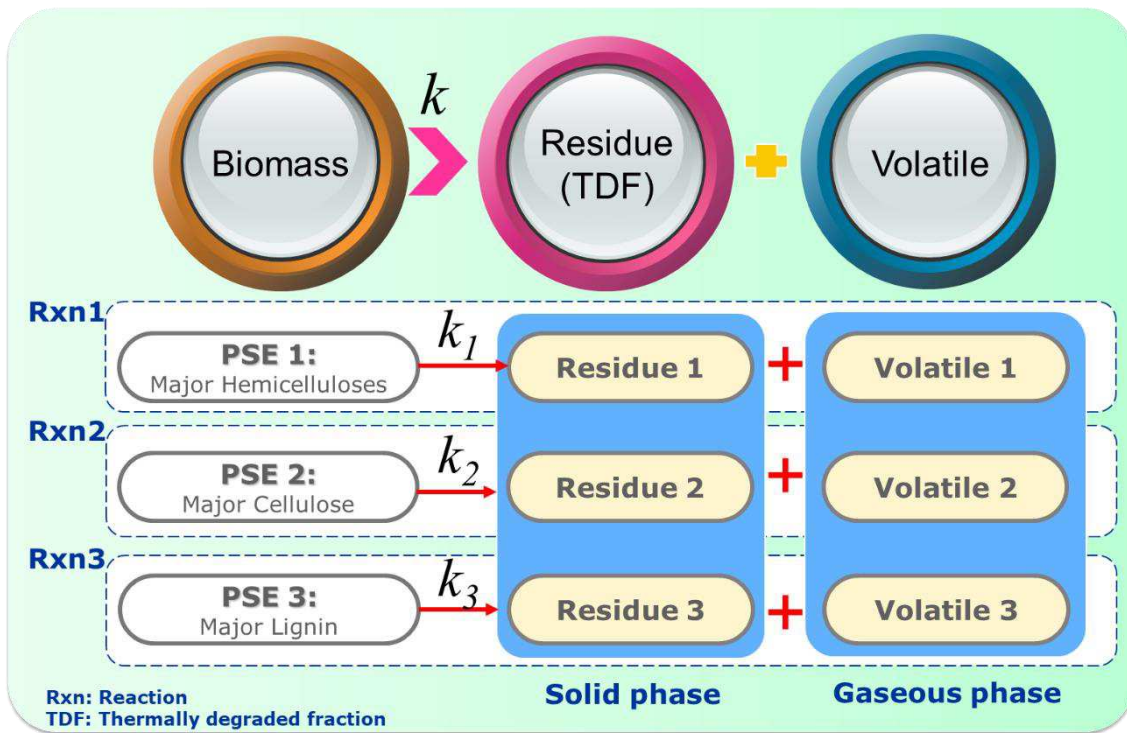 k
Biomass
Residue
(TDF)
Volatile
Rxn1
PSE 1:
Major Hemicelluloses
k1
Residue 1
+
Volatile 1
Rxn2
PSE 2:
Major Cellulose
k2
Residue 2
+
Volatile 2
Rxn3
PSE 3:
Major Lignin
k3
Residue 3
+
Volatile 3
Solid phase
Gaseous phase
Rxn: Reaction
TDF: Thermally degraded fraction